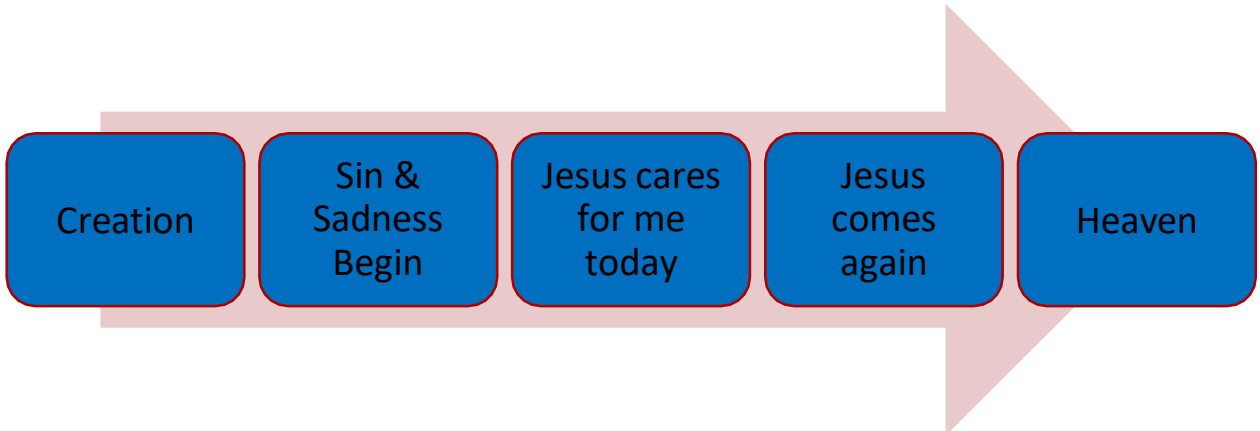 Creation
Sin &
Sadness
Begin
Jesus cares
for me
today
Jesus
comes
again
Heaven